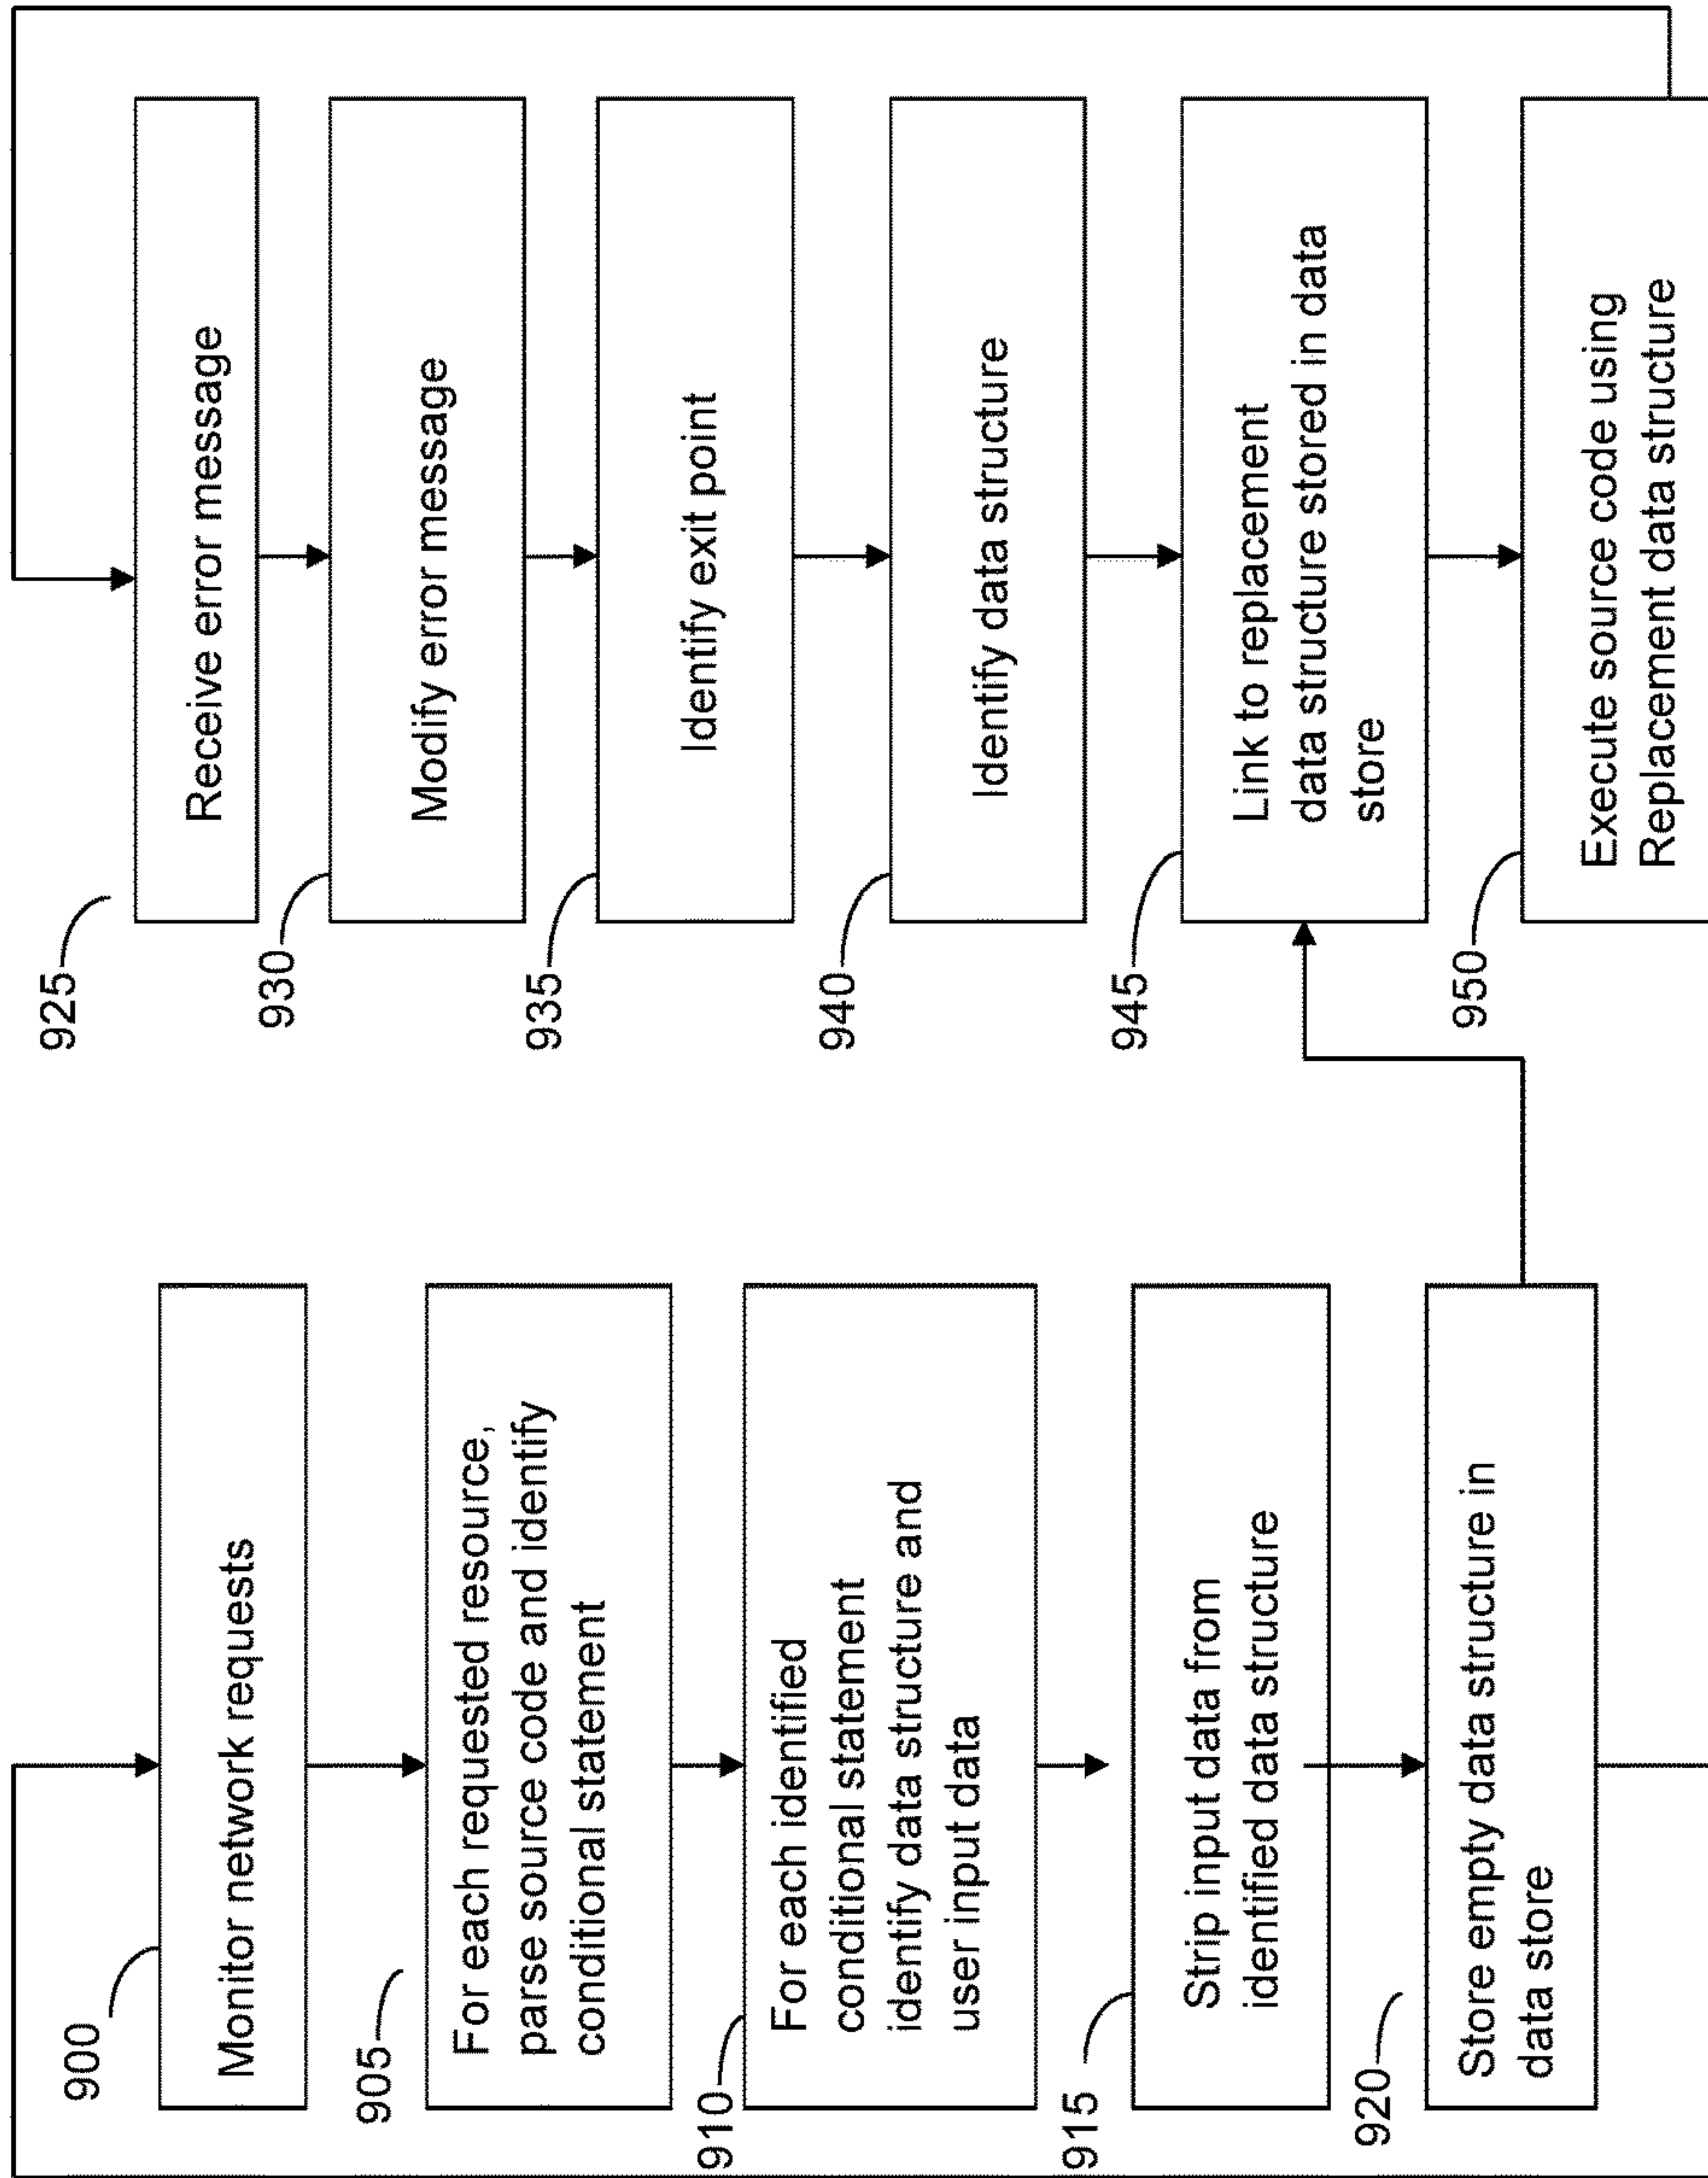 900
Monitor network requests
905
For each requested resource,
parse source code and identify
conditional statement
910
For each identified
conditional statement
identify data structure and
user input data
915
Strip input data from
identified data structure
920
Store empty data structure in
data store
925
Receive error message
930
Modify error message
935
Identify exit point
940
Identify data structure
945
Link to replacement
data structure stored in data
store
950
Execute source code using
Replacement data structure